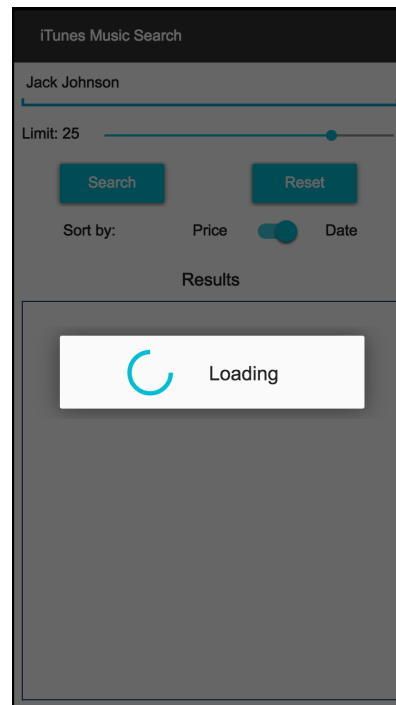 iTunes Music Search
Jack Johnson
Limit: 25
Search Reset
Sort by: Price Date
Results
Loading